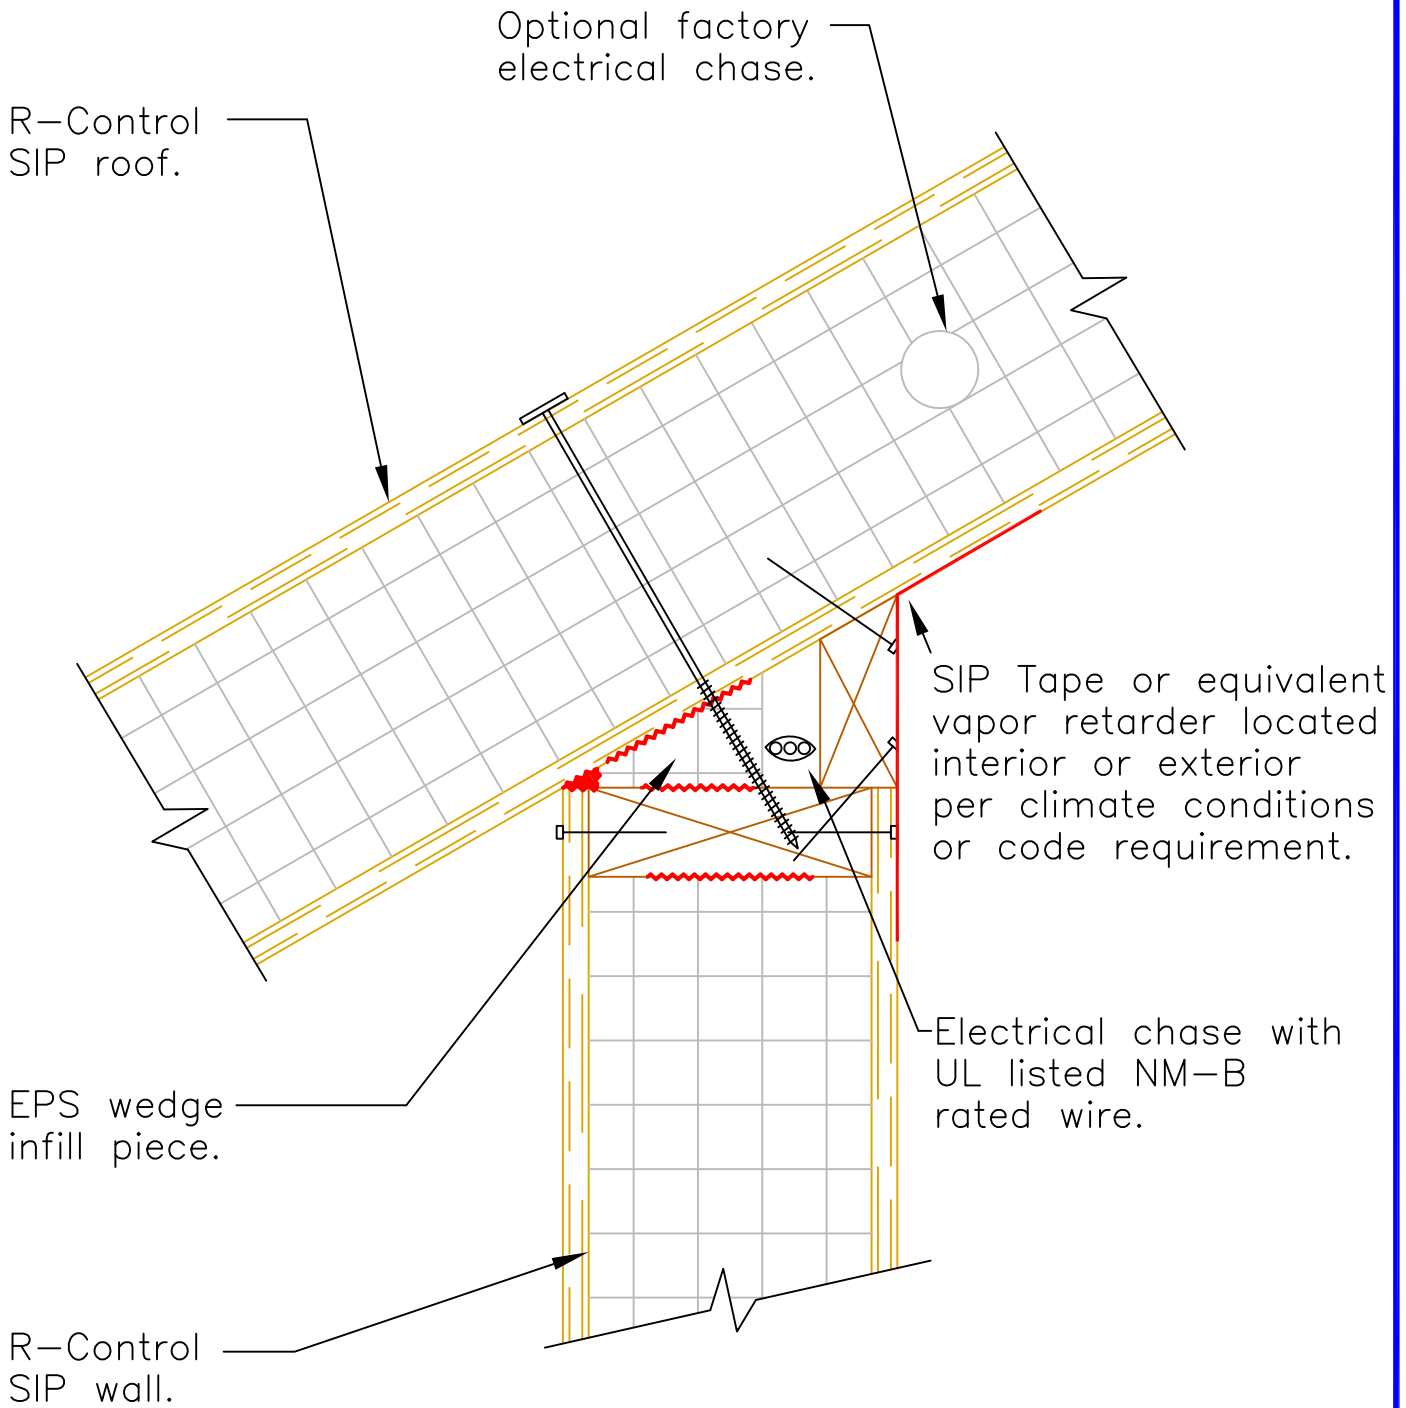 Optional factory
electrical chase.
R-Control
SIP roof.
SIP Tape or equivalent
vapor retarder located
interior or exterior
per climate conditions
or code requirement.
Electrical chase with
UL listed NM-B
rated wire.
EPS wedge
infill piece.
R-Control
SIP wall.